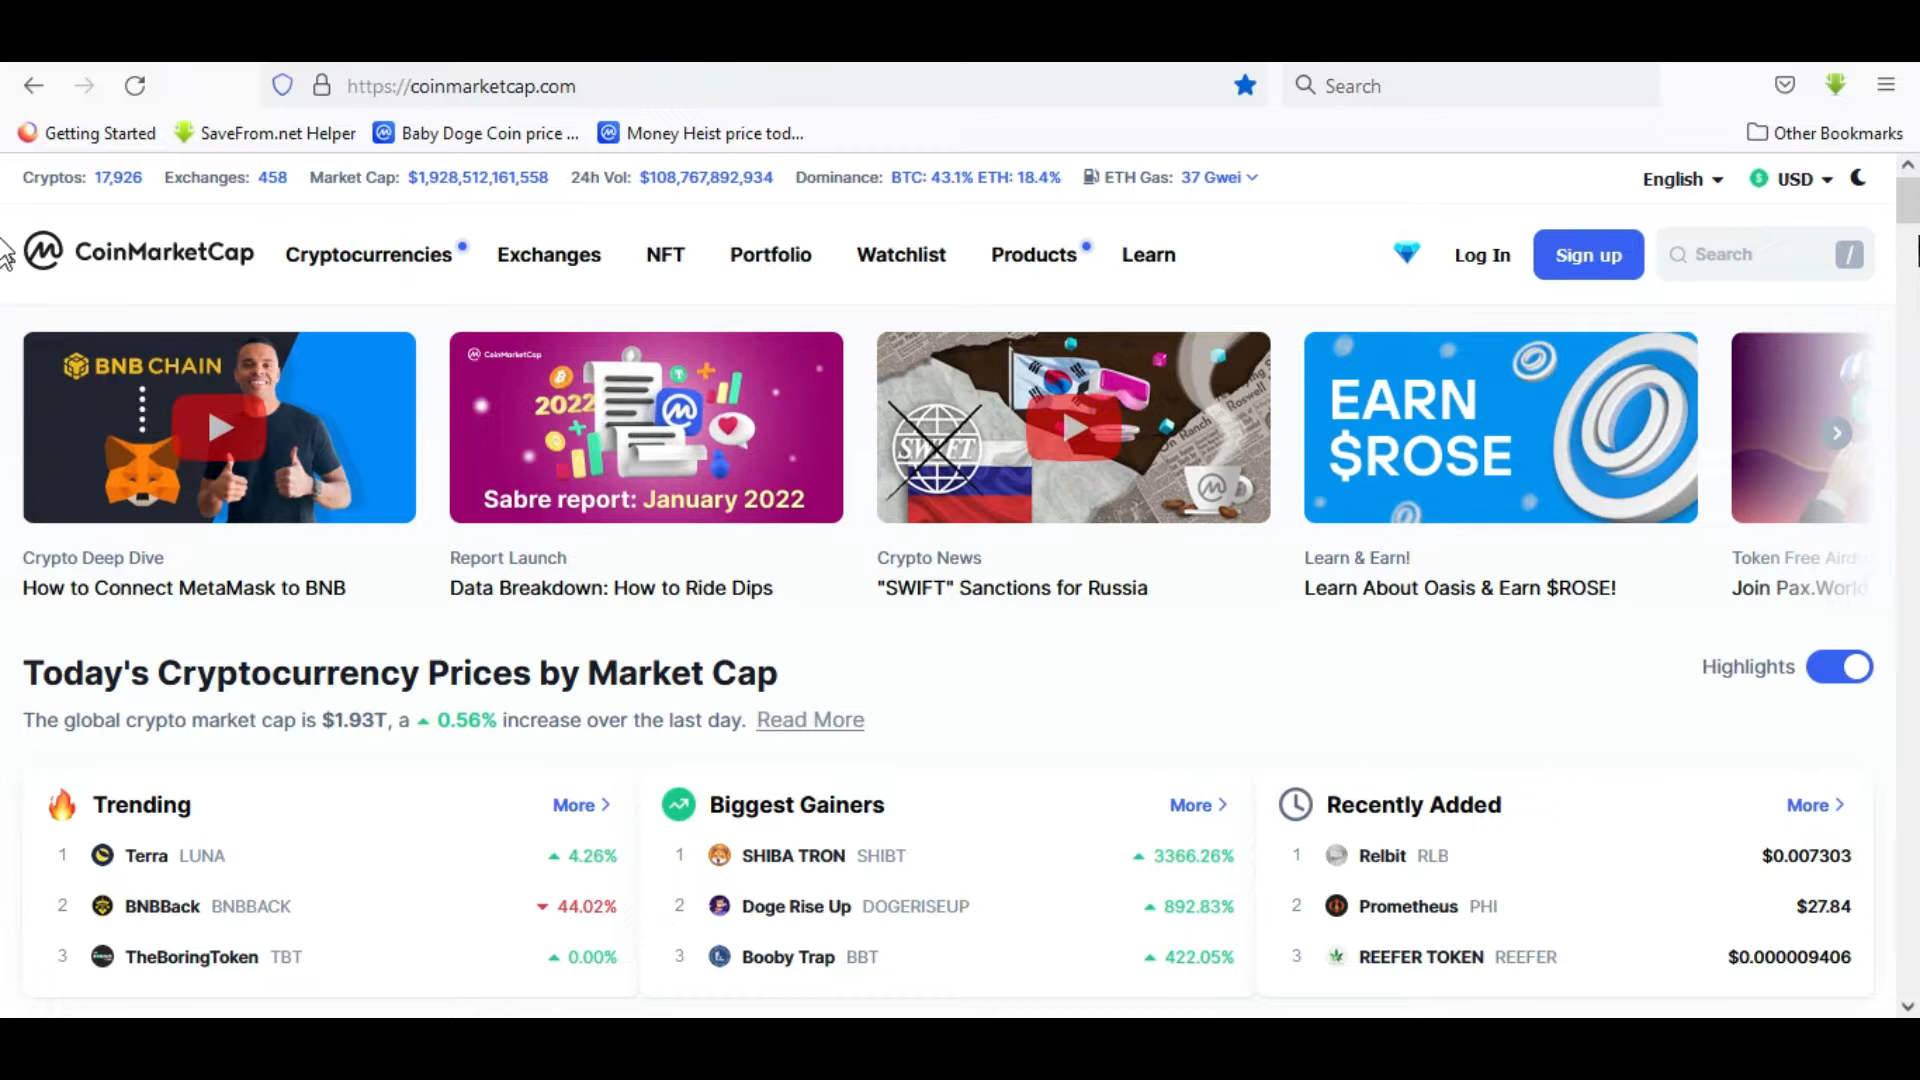 https://coinmarketcap.com
Search
Getting Started
SaveFrom.net Helper
Baby Doge Coin price ...
Money Heist price tod...
Other Bookmarks
Cryptos: 17,926 Exchanges: 458 Market Cap: $1,928,512,161,558 24h Vol: $108,767,892,934 Dominance: BTC: 43.1% ETH: 18.4% ETH Gas: 37 Gwei
English
$ USD
CoinMarketCap
Cryptocurrencies
Exchanges
NFT
Portfolio
Watchlist
Products
Learn
Log In
Sign up
Search /
BNB CHAIN
CoinMarketCap
2022
Sabre report: January 2022
SWIFT
Roswell
EARN
$ROSE
Crypto Deep Dive
How to Connect MetaMask to BNB
Report Launch
Data Breakdown: How to Ride Dips
Crypto News
"SWIFT" Sanctions for Russia
Learn & Earn!
Learn About Oasis & Earn $ROSE!
Token Free
Join Pax.World
Today's Cryptocurrency Prices by Market Cap
Highlights
The global crypto market cap is $1.93T, a 0.56% increase over the last day. Read More
Trending More
1 Terra LUNA 4.26%
2 BNBBack BNBBACK 44.02%
3 TheBoringToken TBT 0.00%
Biggest Gainers More
1 SHIBA TRON SHIBT 3366.26%
2 Doge Rise Up DOGERISEUP 892.83%
3 Booby Trap BBT 422.05%
Recently Added More
1 Relbit RLB $0.007303
2 Prometheus PHI $27.84
3 REEFER TOKEN REEFER $0.000009406